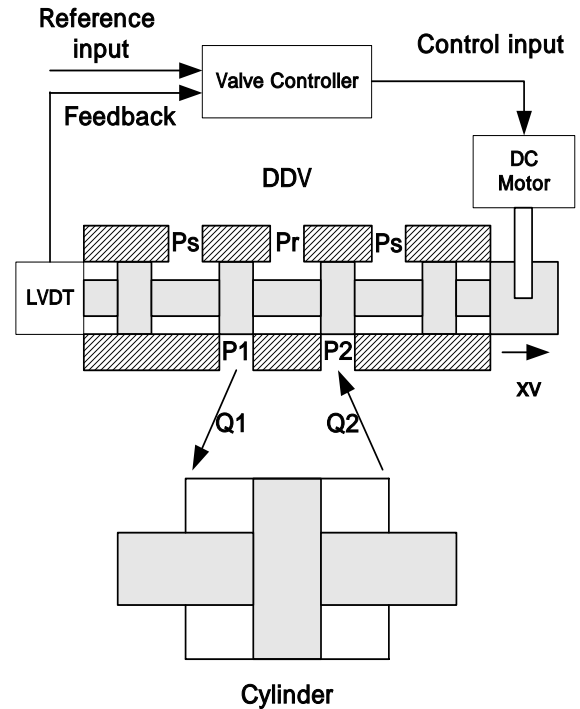 Reference
input
Control input
Valve Controller
Feedback
DC
Motor
DDV
Ps
Pr
Ps
LVDT
P1
P2
xv
Q1
Q2
Cylinder